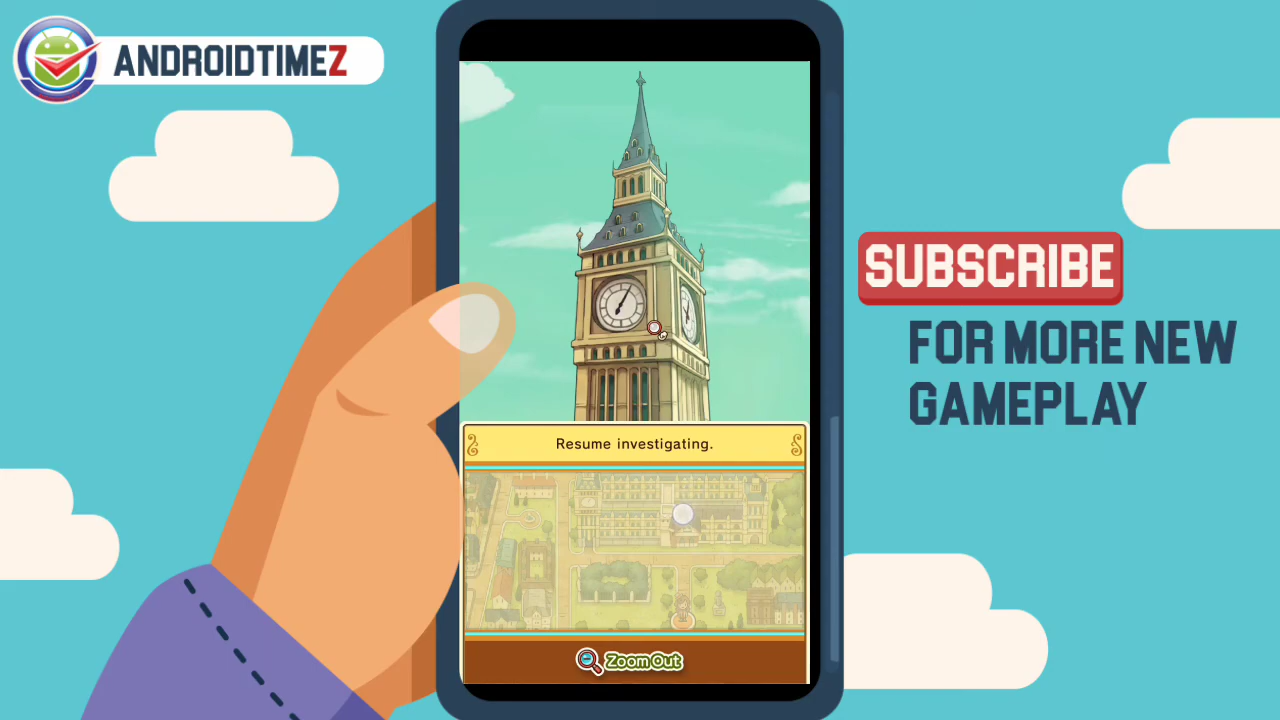 ANDROIDTIMEZ
SUBSCRIBE
FOR MORE NEW
GAMEPLAY
Resume investigating.
Zoom Out